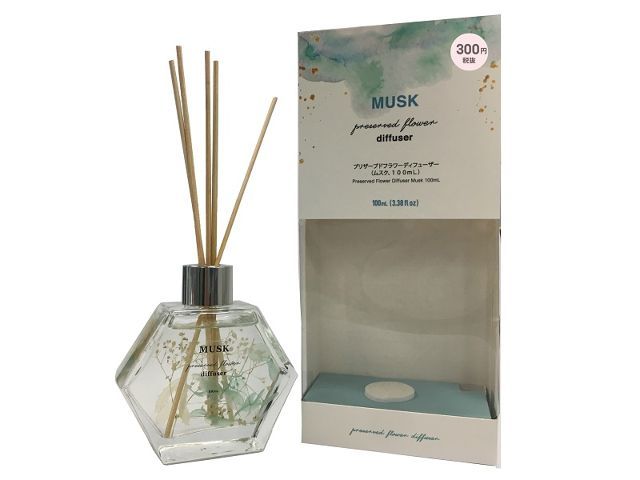 300円
税抜
MUSK
preserved flower
diffuser
プリザーブドフラワーディフューザー
(ムスク、100mL)
Preserved Flower Diffuser Musk 100mL
100mL (3.38 fl oz)
preserved flower diffuser
MUSK
preserved flower
diffuser